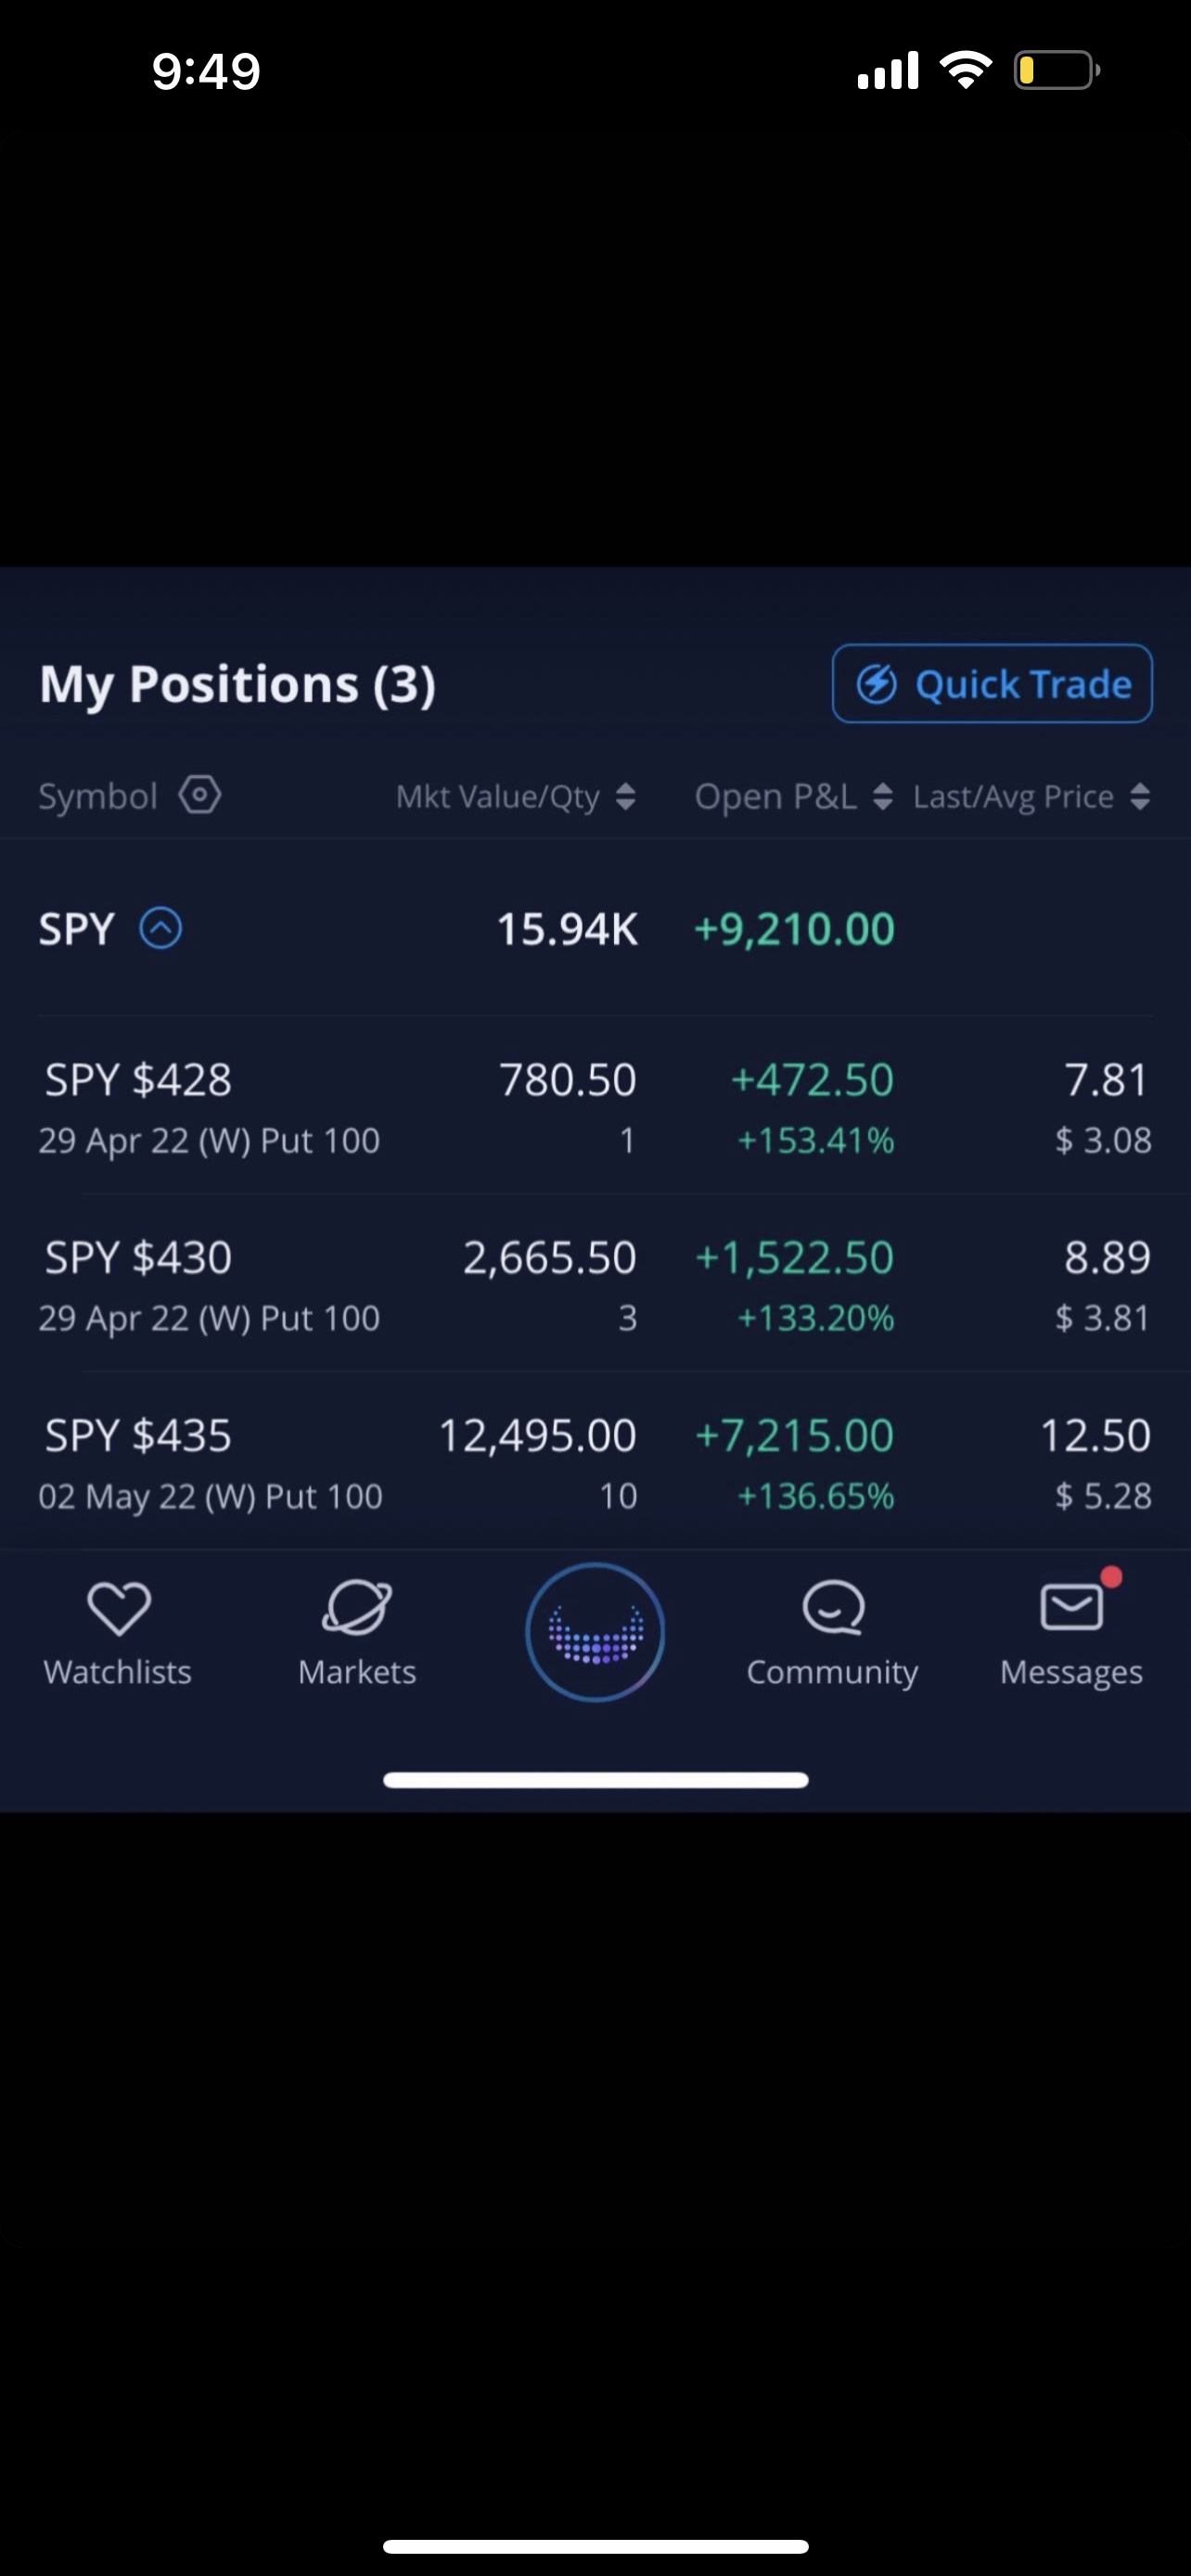 9:49
My Positions (3)
Quick Trade
Symbol Mkt Value/Qty Open P&L Last/Avg Price
SPY 15.94K +9,210.00
SPY $428 780.50 +472.50 7.81
29 Apr 22 (W) Put 100 1 +153.41% $ 3.08
SPY $430 2,665.50 +1,522.50 8.89
29 Apr 22 (W) Put 100 3 +133.20% $ 3.81
SPY $435 12,495.00 +7,215.00 12.50
02 May 22 (W) Put 100 10 +136.65% $ 5.28
Watchlists Markets Community Messages